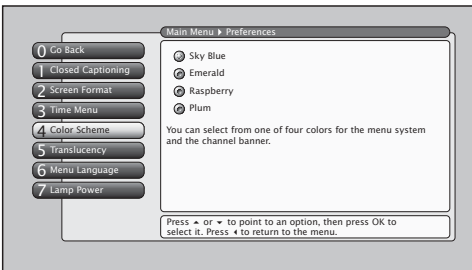 Main Menu ▸ Preferences
0 Go Back
1 Closed Captioning
2 Screen Format
3 Time Menu
4 Color Scheme
5 Translucency
6 Menu Language
7 Lamp Power
Sky Blue
Emerald
Raspberry
Plum
You can select from one of four colors for the menu system
and the channel banner.
Press ▴ or ▾ to point to an option, then press OK to
select it. Press ◂ to return to the menu.